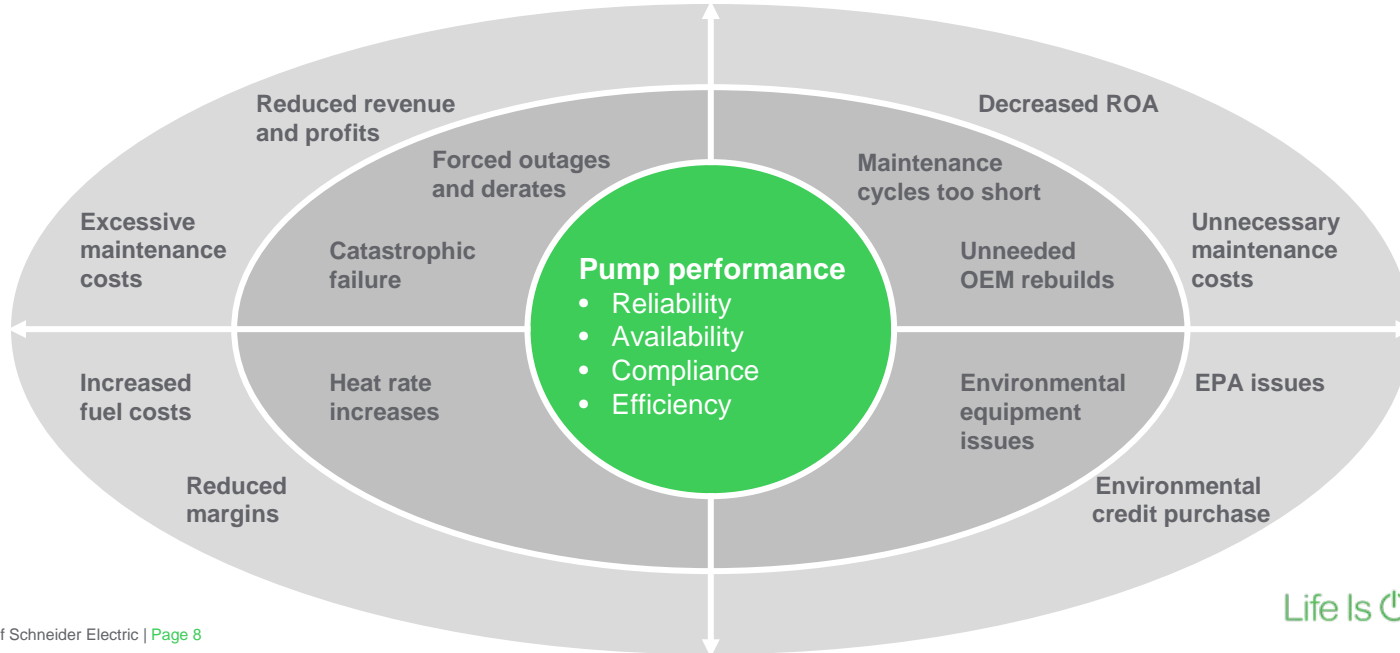 Reduced revenue
and profits
Decreased ROA
Forced outages
and derates
Maintenance
cycles too short
Excessive
maintenance
costs
Catastrophic
failure
Pump performance
• Reliability
• Availability
• Compliance
• Efficiency
Unneeded
OEM rebuilds
Unnecessary
maintenance
costs
Increased
fuel costs
Heat rate
increases
Environmental
equipment
issues
EPA issues
Reduced
margins
Environmental
credit purchase
Life Is
f Schneider Electric | Page 8